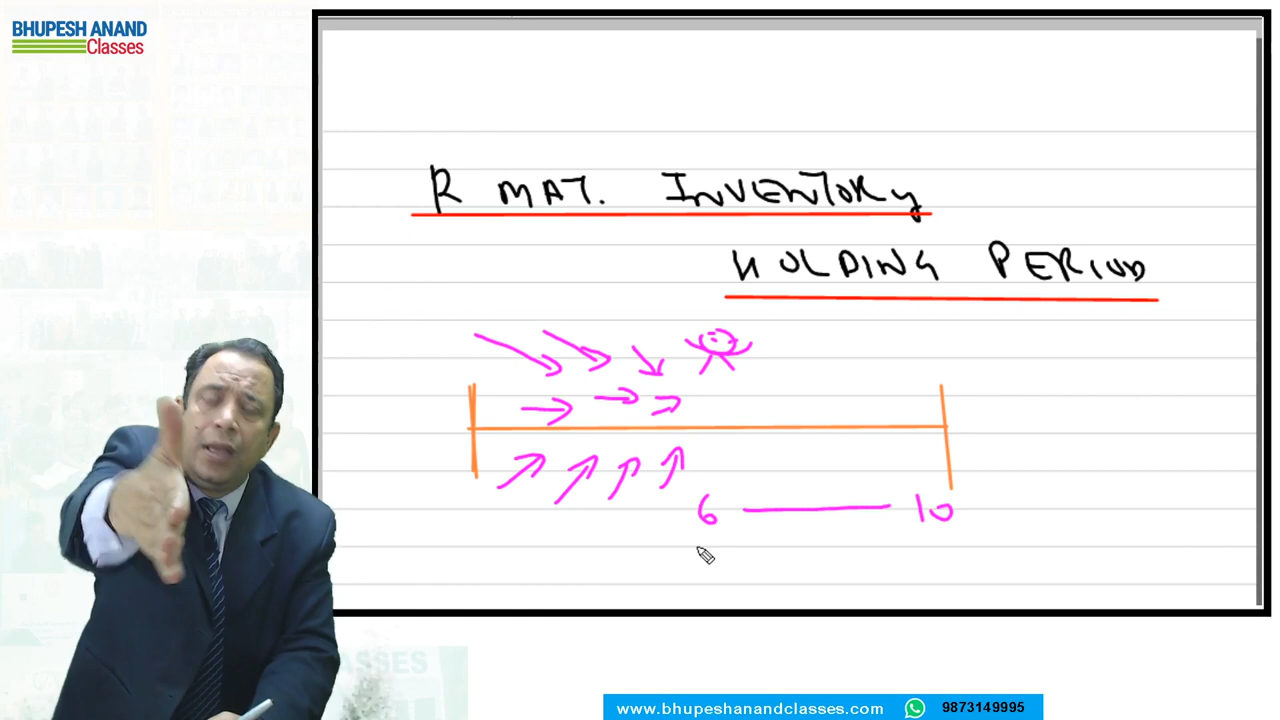 BHUPESH ANAND
Classes
R MAT. INVENTORY
HOLDING PERIOD
6 10
www.bhupeshanandclasses.com 9873149995